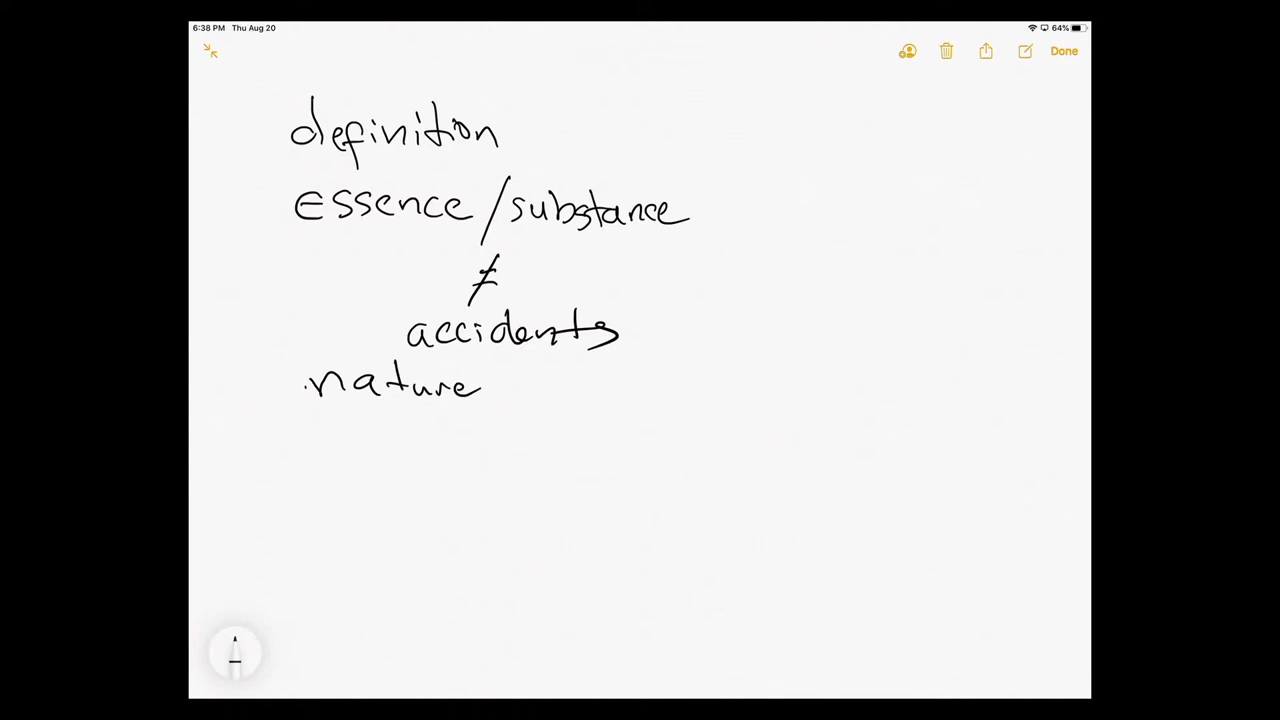 6:38 PM Thu Aug 20 64%
Done
definition
essence/substance
≠
accidents
nature